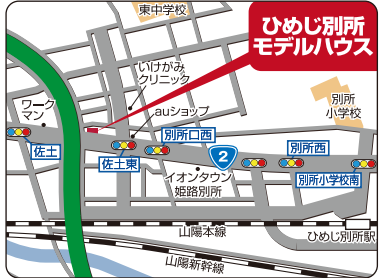 東中学校
ひめじ別所
モデルハウス
いけがみ
クリニック
ワーク
マン
auショップ
別所
小学校
佐土
佐土東
別所口西
2
別所西
別所小学校南
イオンタウン
姫路別所
山陽本線
ひめじ別所駅
山陽新幹線